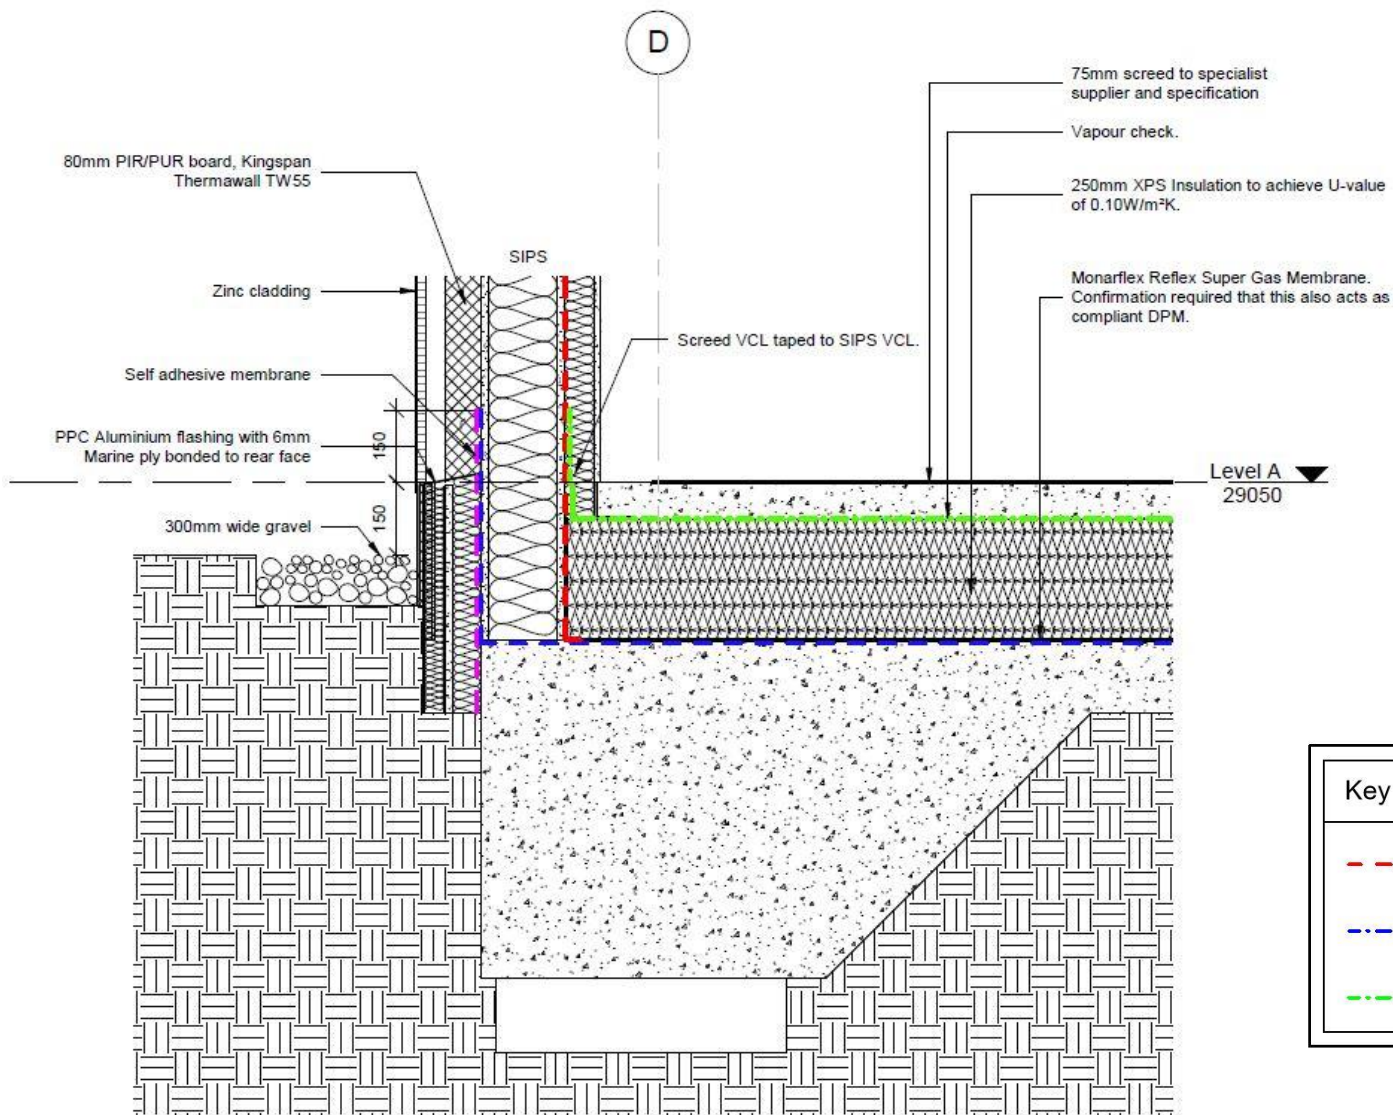 D
75mm screed to specialist
supplier and specification
Vapour check.
80mm PIR/PUR board, Kingspan
Thermawall TW55
250mm XPS Insulation to achieve U-value
of 0.10W/m²K.
SIPS
Zinc cladding
Monarflex Reflex Super Gas Membrane.
Confirmation required that this also acts as
compliant DPM.
Screed VCL taped to SIPS VCL.
Self adhesive membrane
PPC Aluminium flashing with 6mm
Marine ply bonded to rear face
150
150
Level A
29050
300mm wide gravel
Key